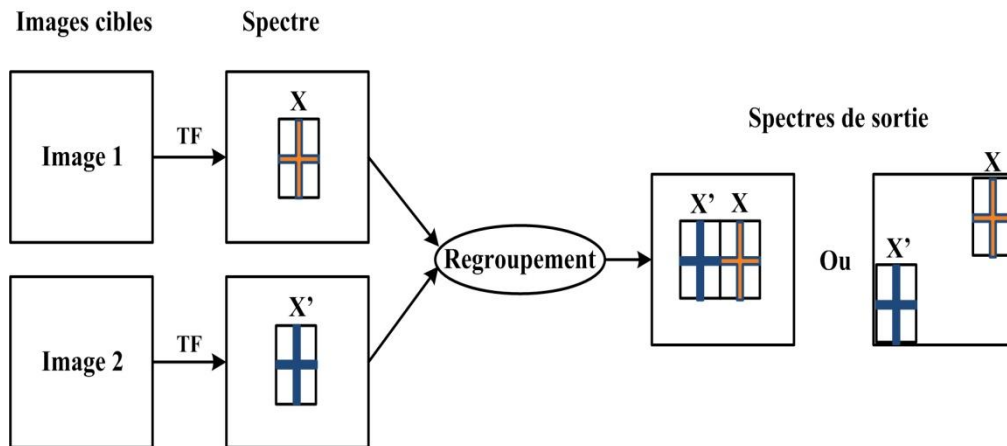 Images cibles
Spectre
X
Image 1
TF
Spectres de sortie
X
X' X
Regroupement
Ou
X'
X'
TF
Image 2